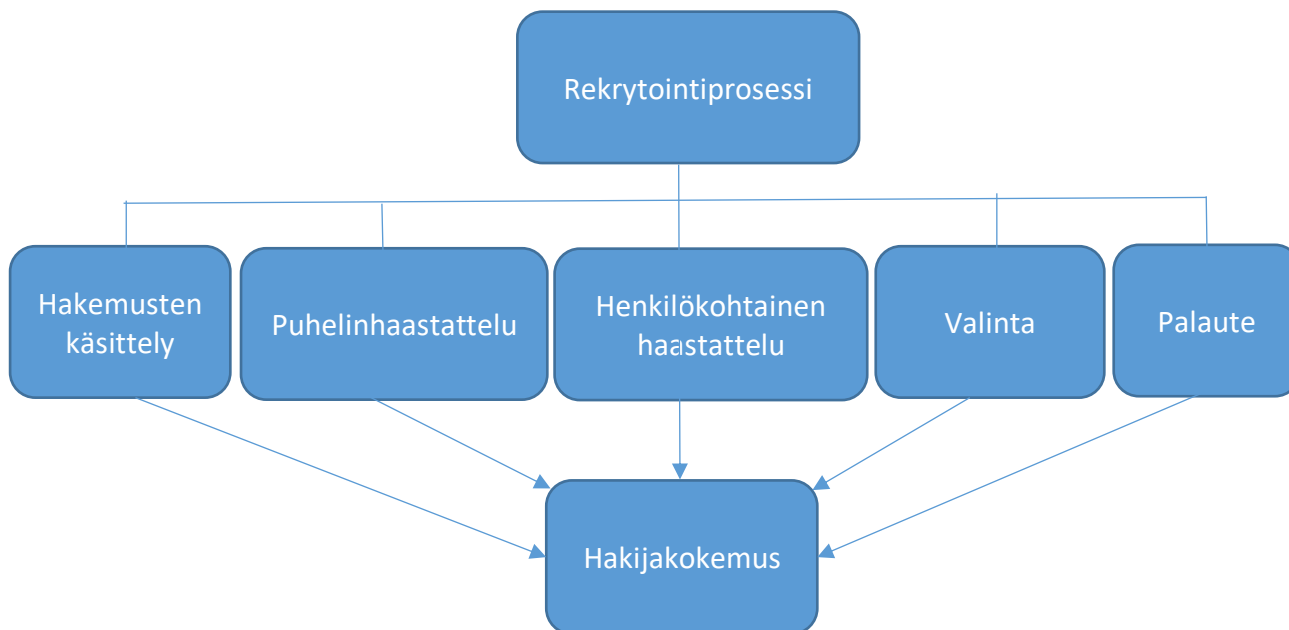 Rekrytointiprosessi
Hakemusten
käsittely
Puhelinhaastattelu
Henkilökohtainen
haastattelu
Valinta
Palaute
Hakijakokemus